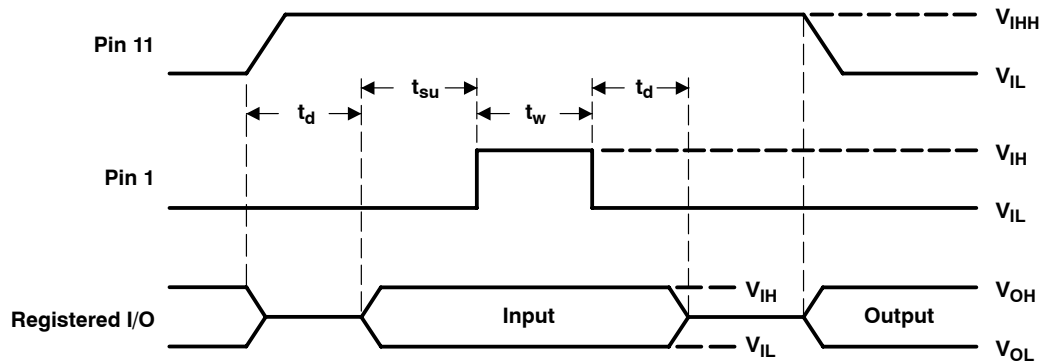 Pin 11
V_IHH
V_IL
t_d
t_su
t_w
t_d
Pin 1
V_IH
V_IL
Registered I/O
Input
V_IH
V_IL
Output
V_OH
V_OL